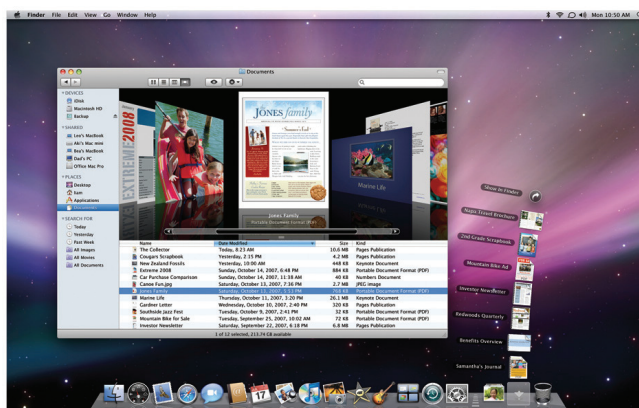 Finder File Edit View Go Window Help
Mon 10:50 AM
Documents
DEVICES
iDisk
Macintosh HD
Backup
SHARED
Leo's MacBook
Aki's Mac mini
Bea's MacBook
Dad's PC
Office Mac Pro
PLACES
Desktop
Applications
Documents
SEARCH FOR
Today
Yesterday
Past Week
All Images
All Movies
All Documents
EXTREME2008
JONES family
Marine Life
Jones Family
Portable Document Format (PDF)
Name Date Modified Size Kind
The Collector Today, 8:23 AM 10.6 MB Pages Publication
Cougars Scrapbook Yesterday, 2:15 PM 4.2 MB Pages Publication
New Zealand Fossils Yesterday, 10:00 AM 448 KB Keynote Document
Extreme 2008 Sunday, October 14, 2007, 6:48 PM 884 KB Portable Document Format (PDF)
Car Purchase Comparison Sunday, October 14, 2007, 11:38 AM 40 KB Numbers Document
Canoe Fun.jpg Saturday, October 13, 2007, 7:36 PM 2.7 MB JPEG image
Jones Family Saturday, October 13, 2007, 5:33 PM 768 KB Portable Document Format (PDF)
Marine Life Thursday, October 11, 2007, 3:20 PM 26.1 MB Keynote Document
Gardner Letter Wednesday, October 10, 2007, 2:40 PM 320 KB Pages Publication
Southside Jazz Fest Tuesday, October 9, 2007, 2:41 PM 32 KB Portable Document Format (PDF)
Mountain Bike for Sale Tuesday, September 25, 2007, 10:02 AM 72 KB Pages Publication
Investor Newsletter Saturday, September 22, 2007, 6:18 PM 6.8 MB Pages Publication
1 of 12 selected, 213.74 GB available
Show in Finder
Napa Travel Brochure
2nd Grade Scrapbook
Mountain Bike Ad
Investor Newsletter
Redwoods Quarterly
Benefits Overview
Samantha's Journal
17